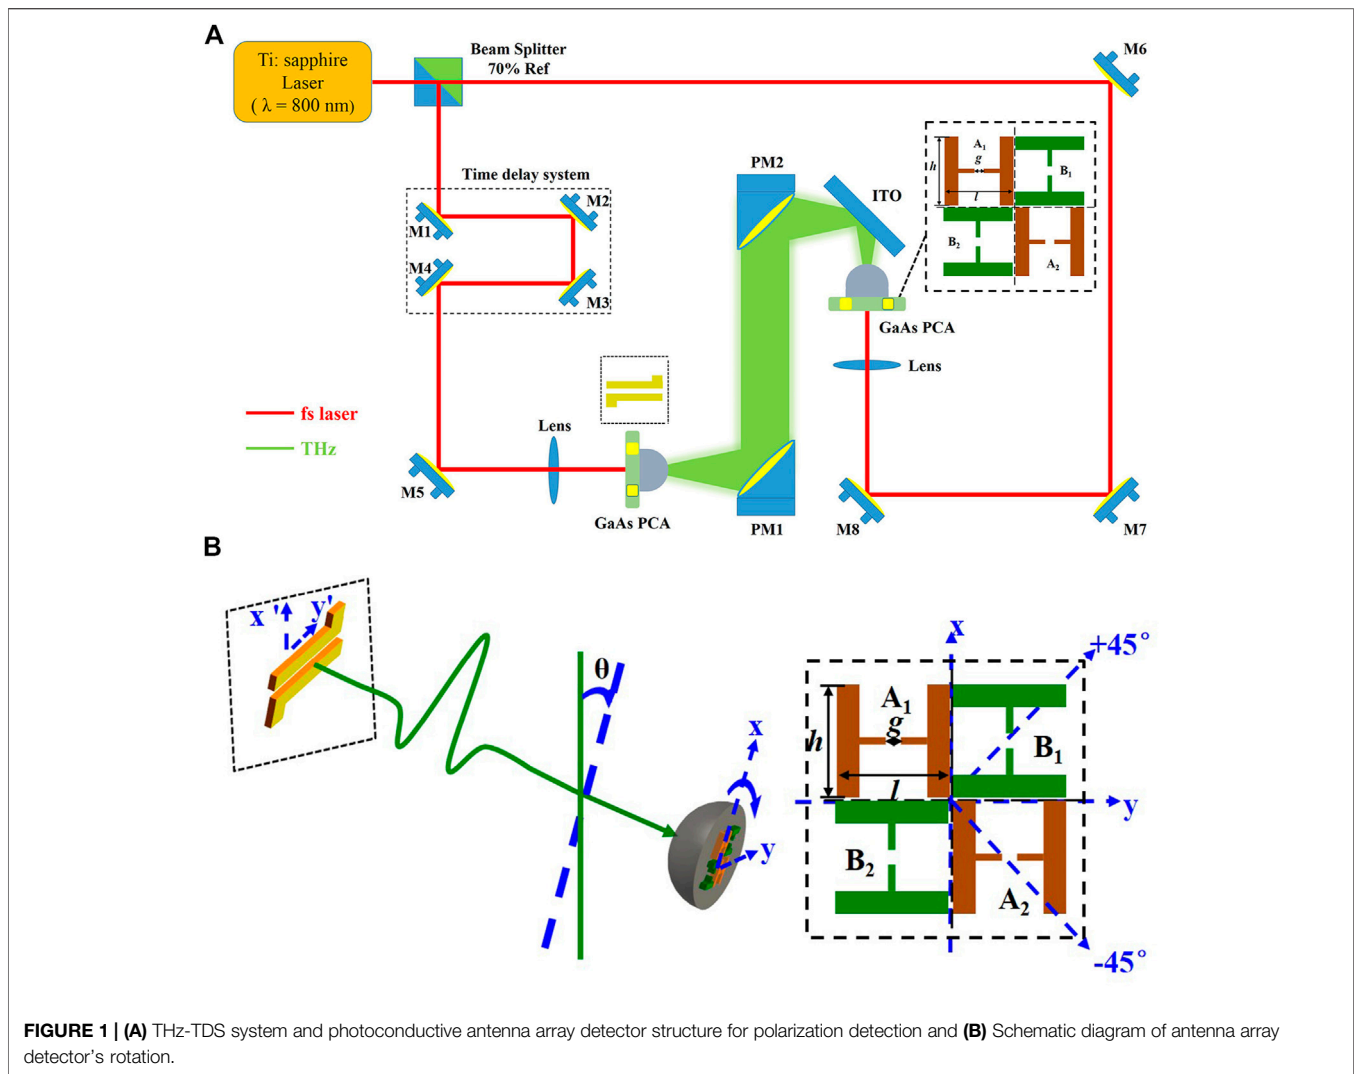 A
Ti: sapphire
Laser
( λ = 800 nm)
Beam Splitter
70% Ref
M6
Time delay system
M2
M1
M4
M3
PM2
ITO
A1
g
h
l
B1
B2
A2
GaAs PCA
Lens
fs laser
THz
Lens
M5
GaAs PCA
PM1
M8
M7
B
x '
y'
θ
x
y
x
+45°
A1
g
h
B1
l
y
B2
A2
-45°
FIGURE 1 | (A) THz-TDS system and photoconductive antenna array detector structure for polarization detection and (B) Schematic diagram of antenna array
detector’s rotation.